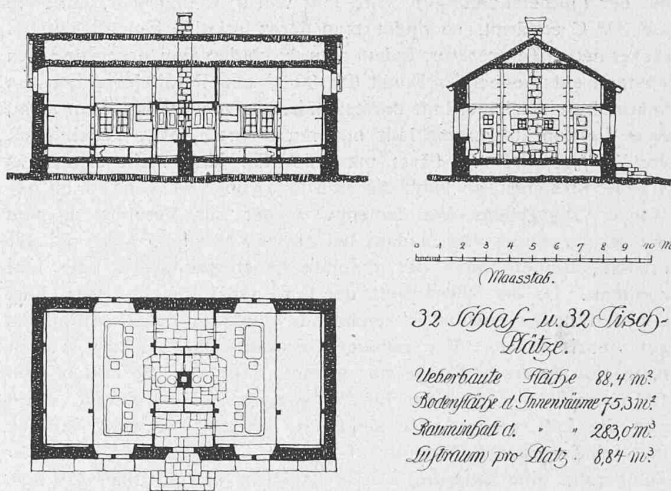 0 1 2 3 4 5 6 7 8 9 10 M
(Maasstab.
32 Schlaf- u. 32 Tisch-
Plätze.
Ueberbaute Fläche 88,4 m²
Bodenfläche d. Innenräume 75,3 m².
Rauminhalt d. " " 283,0 m³
Luftraum pro Platz. 8,84 m³.